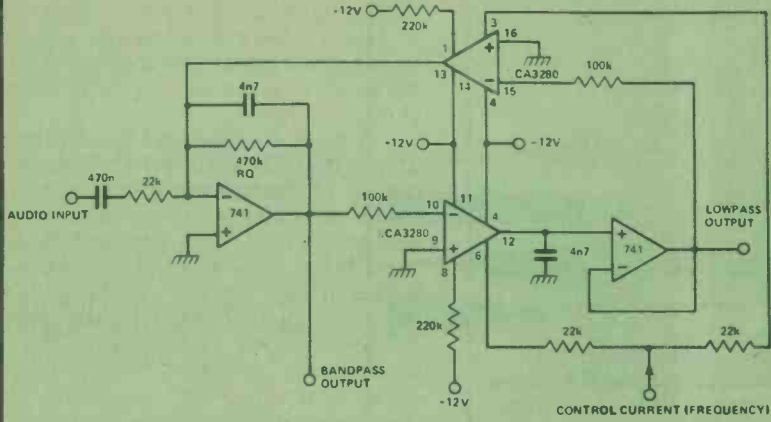 -12V
220k
3
1
16
+
13
14
CA3280
-
15
4
100k
4n7
470k
RQ
-12V
-12V
470n
22k
-
741
+
AUDIO INPUT
100k
10
-
11
4
CA3280
9
+
12
6
8
4n7
+
741
-
LOWPASS
OUTPUT
220k
22k
22k
BANDPASS
OUTPUT
-12V
CONTROL CURRENT (FREQUENCY)